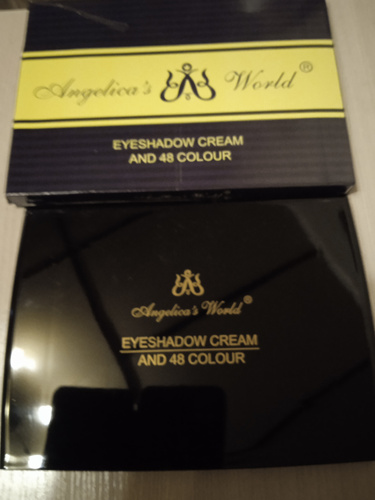 Angelica's World ®
EYESHADOW CREAM
AND 48 COLOUR
Angelica's World ®
EYESHADOW CREAM
AND 48 COLOUR